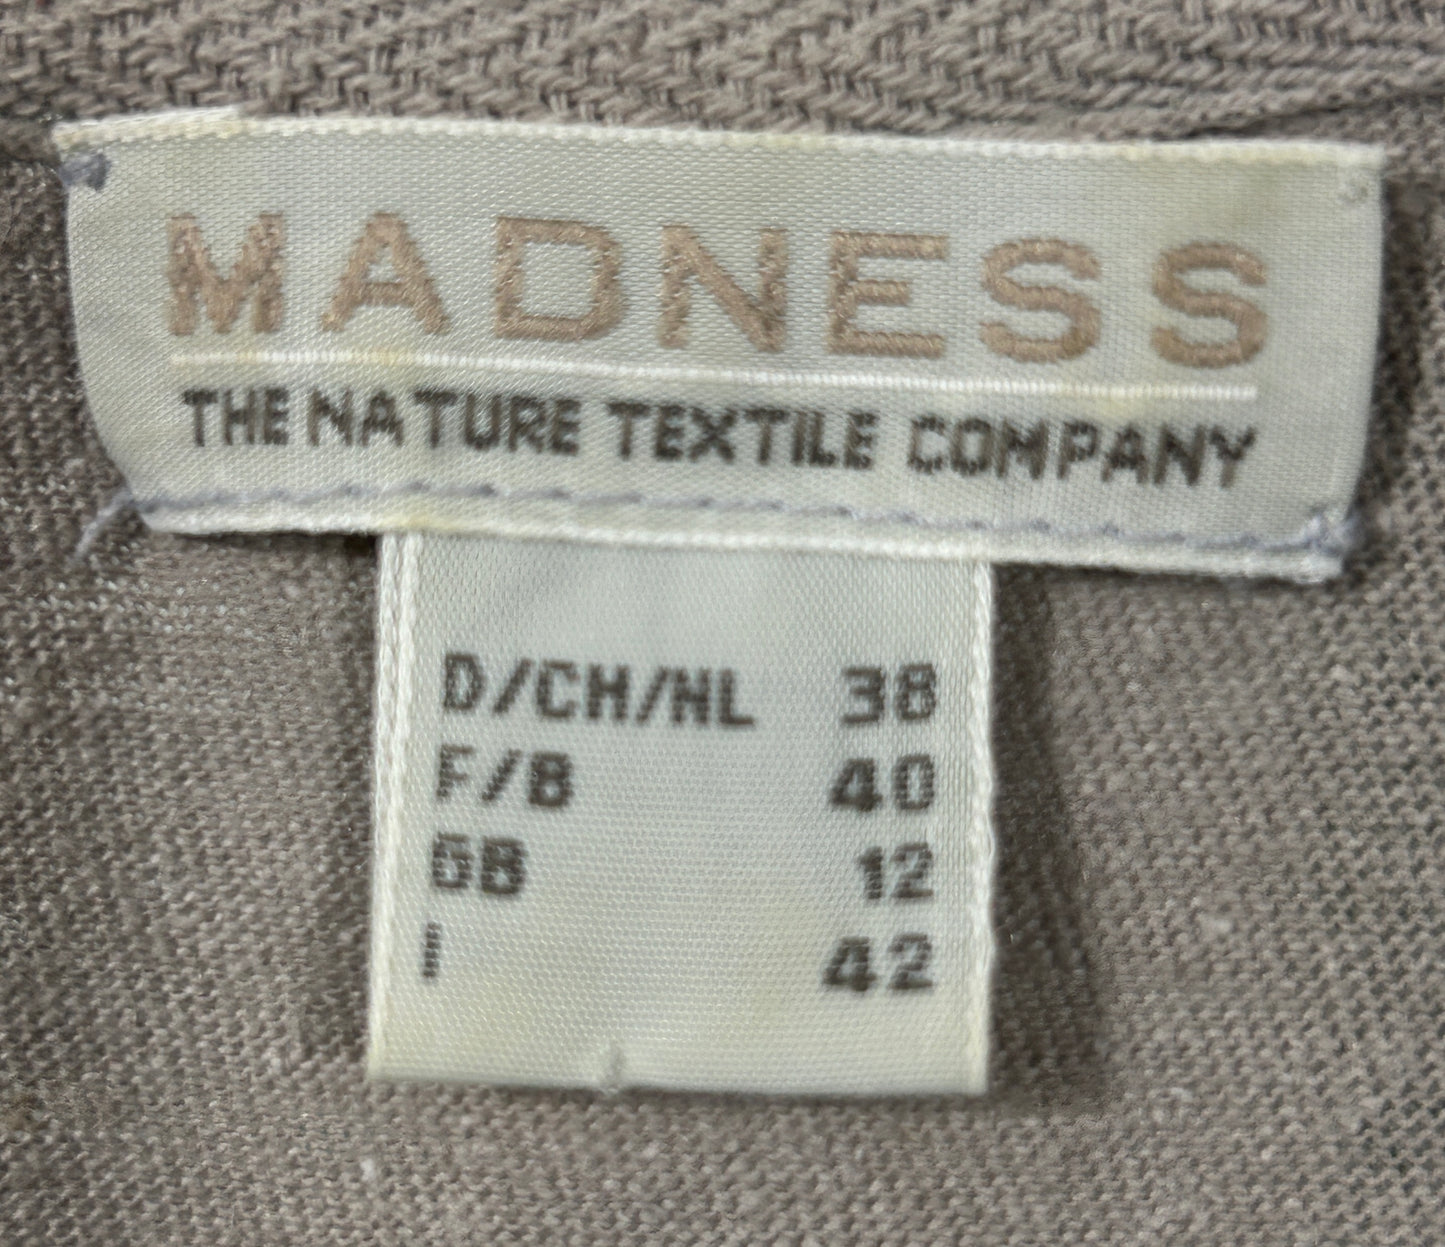 MADNESS
THE NATURE TEXTILE COMPANY
D/CH/NL 38
F/B 40
GB 12
I 42